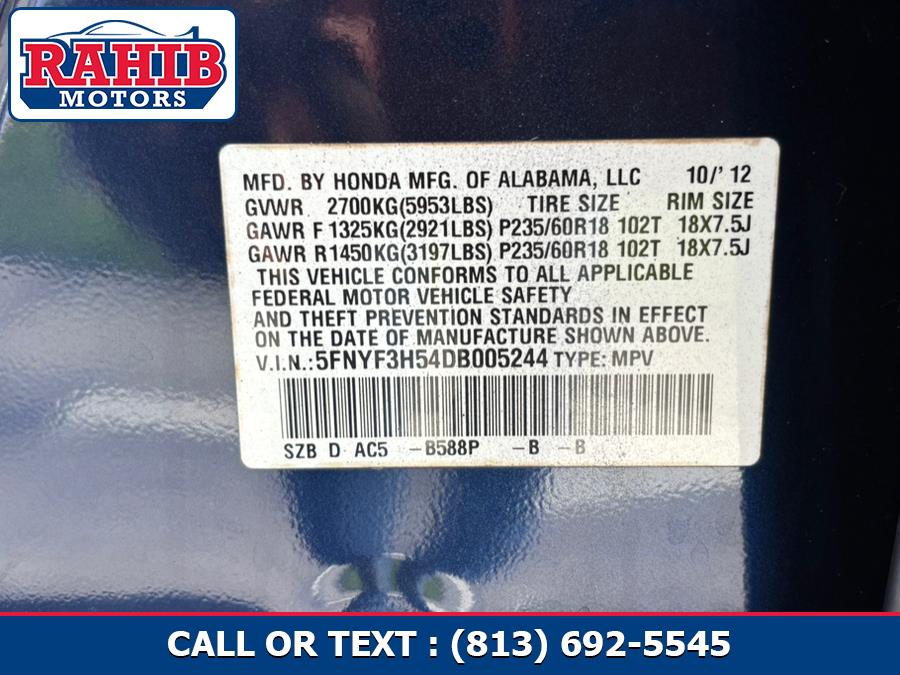 RAHIB
MOTORS
MFD. BY HONDA MFG. OF ALABAMA, LLC 10/'12
GVWR 2700KG(5953LBS) TIRE SIZE RIM SIZE
GAWR F 1325KG(2921LBS) P235/60R18 102T 18X7.5J
GAWR R1450KG(3197LBS) P235/60R18 102T 18X7.5J
THIS VEHICLE CONFORMS TO ALL APPLICABLE
FEDERAL MOTOR VEHICLE SAFETY
AND THEFT PREVENTION STANDARDS IN EFFECT
ON THE DATE OF MANUFACTURE SHOWN ABOVE.
V.I.N.:5FNYF3H54DB005244 TYPE: MPV
SZB D AC5 -B588P -B -B
CALL OR TEXT : (813) 692-5545